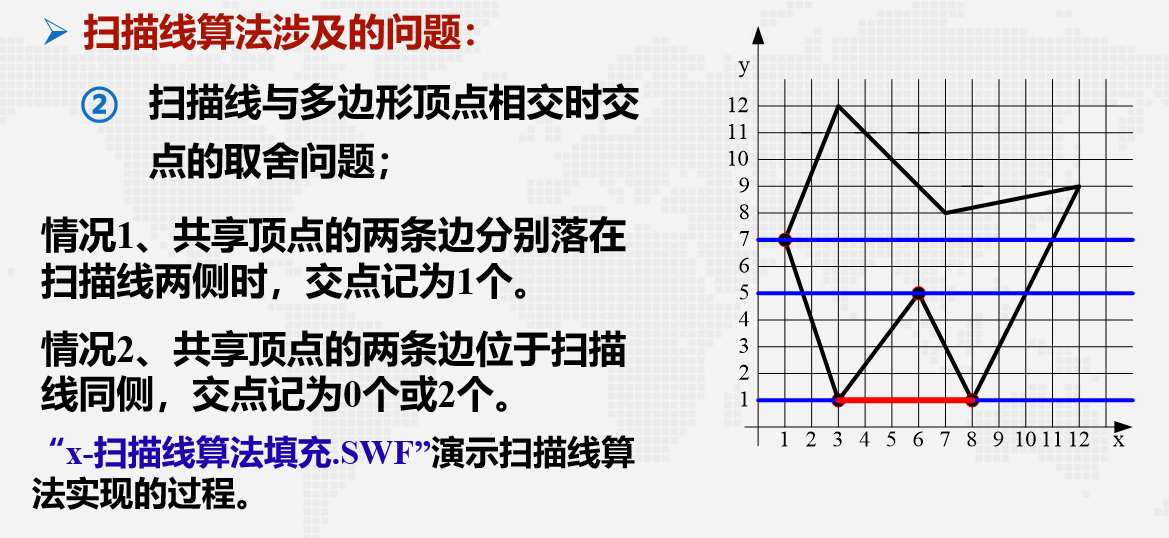 ➢ 扫描线算法涉及的问题：
② 扫描线与多边形顶点相交时交
点的取舍问题；
情况1、共享顶点的两条边分别落在
扫描线两侧时，交点记为1个。
情况2、共享顶点的两条边位于扫描
线同侧，交点记为0个或2个。
“x-扫描线算法填充.SWF”演示扫描线算
法实现的过程。
y
12
11
10
9
8
7
6
5
4
3
2
1
1 2 3 4 5 6 7 8 9 10 11 12 x